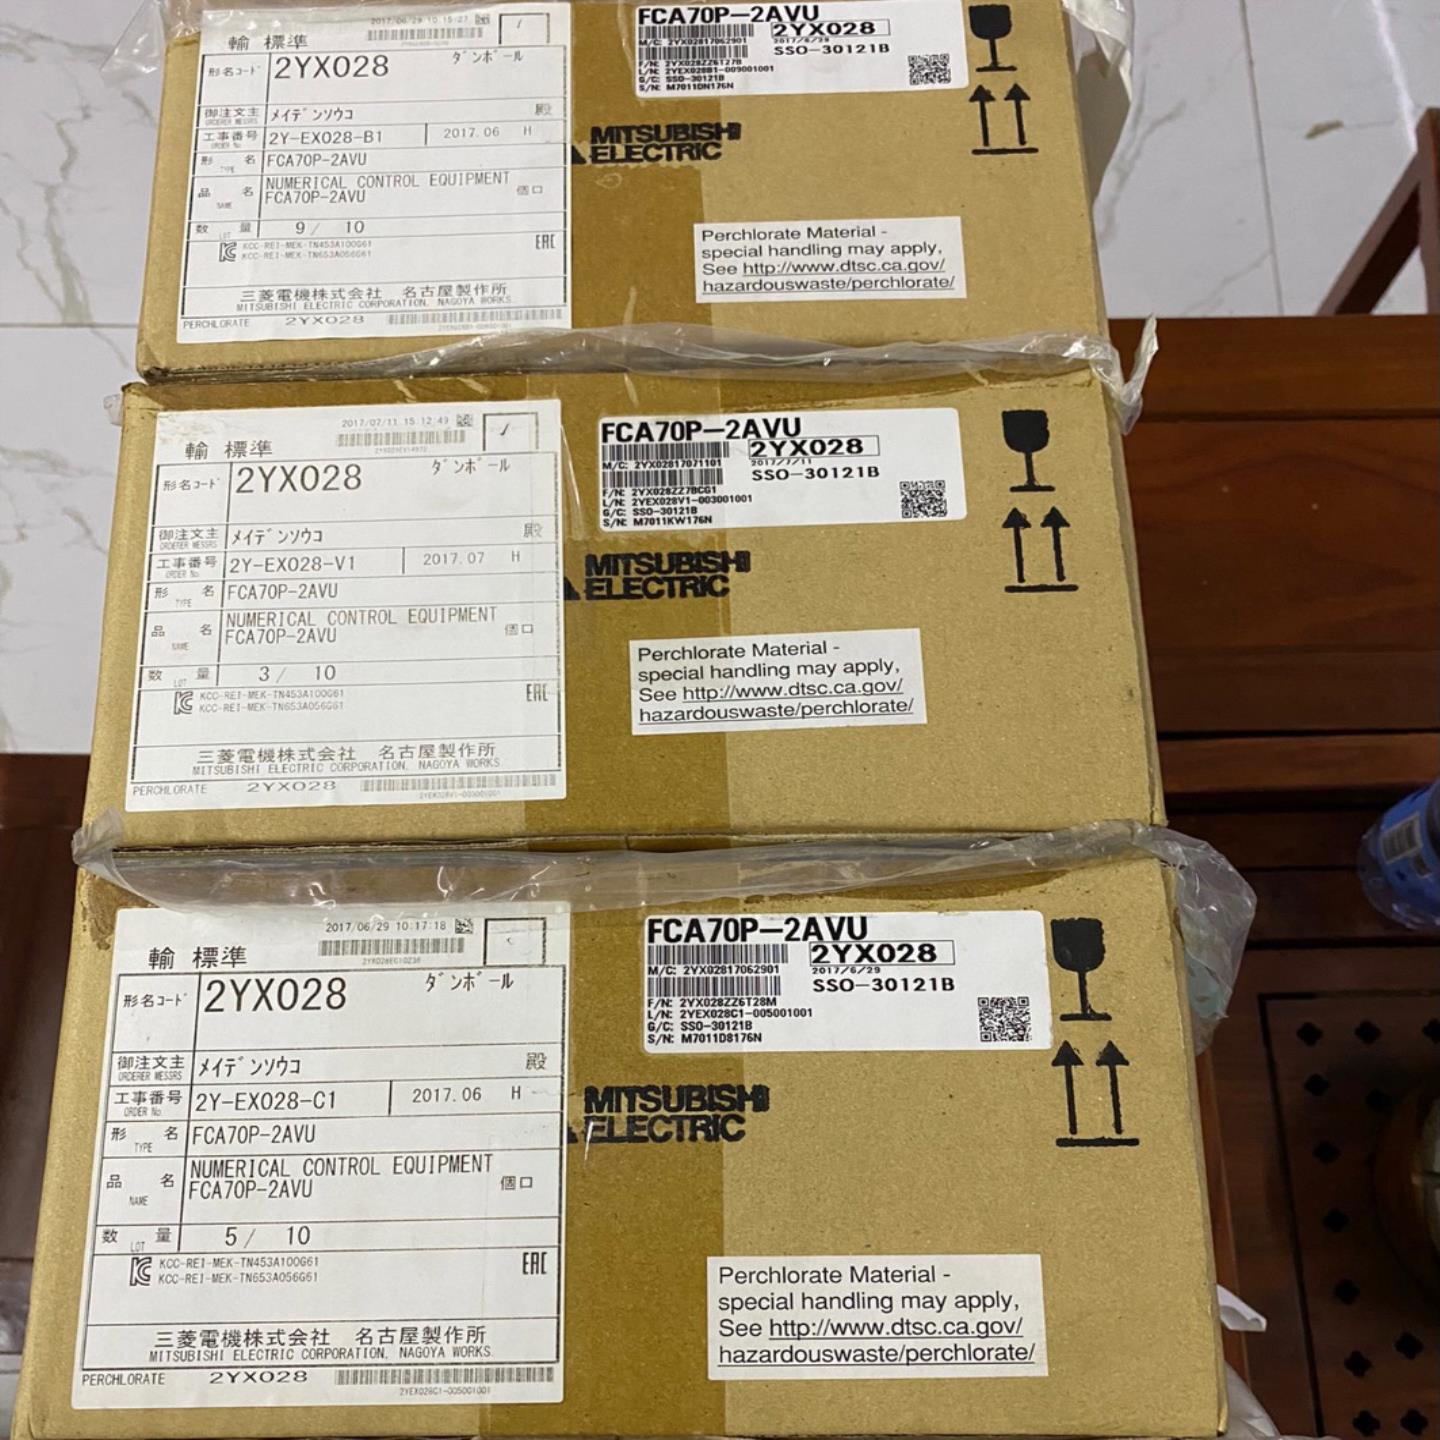 2017/06/29 10:15:27
輸 標準
1
形名コード 2YX028 ダンボール
御注文主 ORDERER MESSRS メイデンソウコ 殿
工事番号 ORDER No. 2Y-EX028-B1 2017.06 H
形名 TYPE FCA70P-2AVU
品名 NAME NUMERICAL CONTROL EQUIPMENT
FCA70P-2AVU 個口
数量 LOT 9/ 10
KCC-REI-MEK-TN453A100G61
KCC-REI-MEK-TN653A056G61
EAC
三菱電機株式会社 名古屋製作所
MITSUBISHI ELECTRIC CORPORATION, NAGOYA WORKS
PERCHLORATE 2YX028
2YEX028B1-009001001
FCA70P-2AVU
2YX028
M/C: 2YX02817062901
2017/6/29
SSO-30121B
F/N: 2YX028ZZ6T27B
L/N: 2YEX028B1-009001001
G/C: SSO-30121B
S/N: M7011DN176N
MITSUBISHI
ELECTRIC
Perchlorate Material -
special handling may apply,
See http://www.dtsc.ca.gov/
hazardouswaste/perchlorate/
2017/07/11 15:12:49
輸 標準
形名コード 2YX028 ダンボール
御注文主 ORDERER MESSRS メイデンソウコ 殿
工事番号 ORDER No. 2Y-EX028-V1 2017.07 H
形名 TYPE FCA70P-2AVU
品名 NAME NUMERICAL CONTROL EQUIPMENT
FCA70P-2AVU 個口
数量 LOT 3/ 10
KCC-REI-MEK-TN453A100G61
KCC-REI-MEK-TN653A056G61
EAC
三菱電機株式会社 名古屋製作所
MITSUBISHI ELECTRIC CORPORATION, NAGOYA WORKS
PERCHLORATE 2YX028
2YEX028V1-003001001
FCA70P-2AVU
2YX028
M/C: 2YX02817071101
2017/7/11
SSO-30121B
F/N: 2YX028ZZ7BCG1
L/N: 2YEX028V1-003001001
G/C: SSO-30121B
S/N: M7011KW176N
MITSUBISHI
ELECTRIC
Perchlorate Material -
special handling may apply,
See http://www.dtsc.ca.gov/
hazardouswaste/perchlorate/
2017/06/29 10:17:18
輸 標準
形名コード 2YX028 ダンボール
御注文主 ORDERER MESSRS メイデンソウコ 殿
工事番号 ORDER No. 2Y-EX028-C1 2017.06 H
形名 TYPE FCA70P-2AVU
品名 NAME NUMERICAL CONTROL EQUIPMENT
FCA70P-2AVU 個口
数量 LOT 5/ 10
KCC-REI-MEK-TN453A100G61
KCC-REI-MEK-TN653A056G61
EAC
三菱電機株式会社 名古屋製作所
MITSUBISHI ELECTRIC CORPORATION, NAGOYA WORKS
PERCHLORATE 2YX028
2YEX028C1-005001001
FCA70P-2AVU
2YX028
M/C: 2YX02817062901
2017/6/29
SSO-30121B
F/N: 2YX028ZZ6T28M
L/N: 2YEX028C1-005001001
G/C: SSO-30121B
S/N: M7011D8176N
MITSUBISHI
ELECTRIC
Perchlorate Material -
special handling may apply,
See http://www.dtsc.ca.gov/
hazardouswaste/perchlorate/